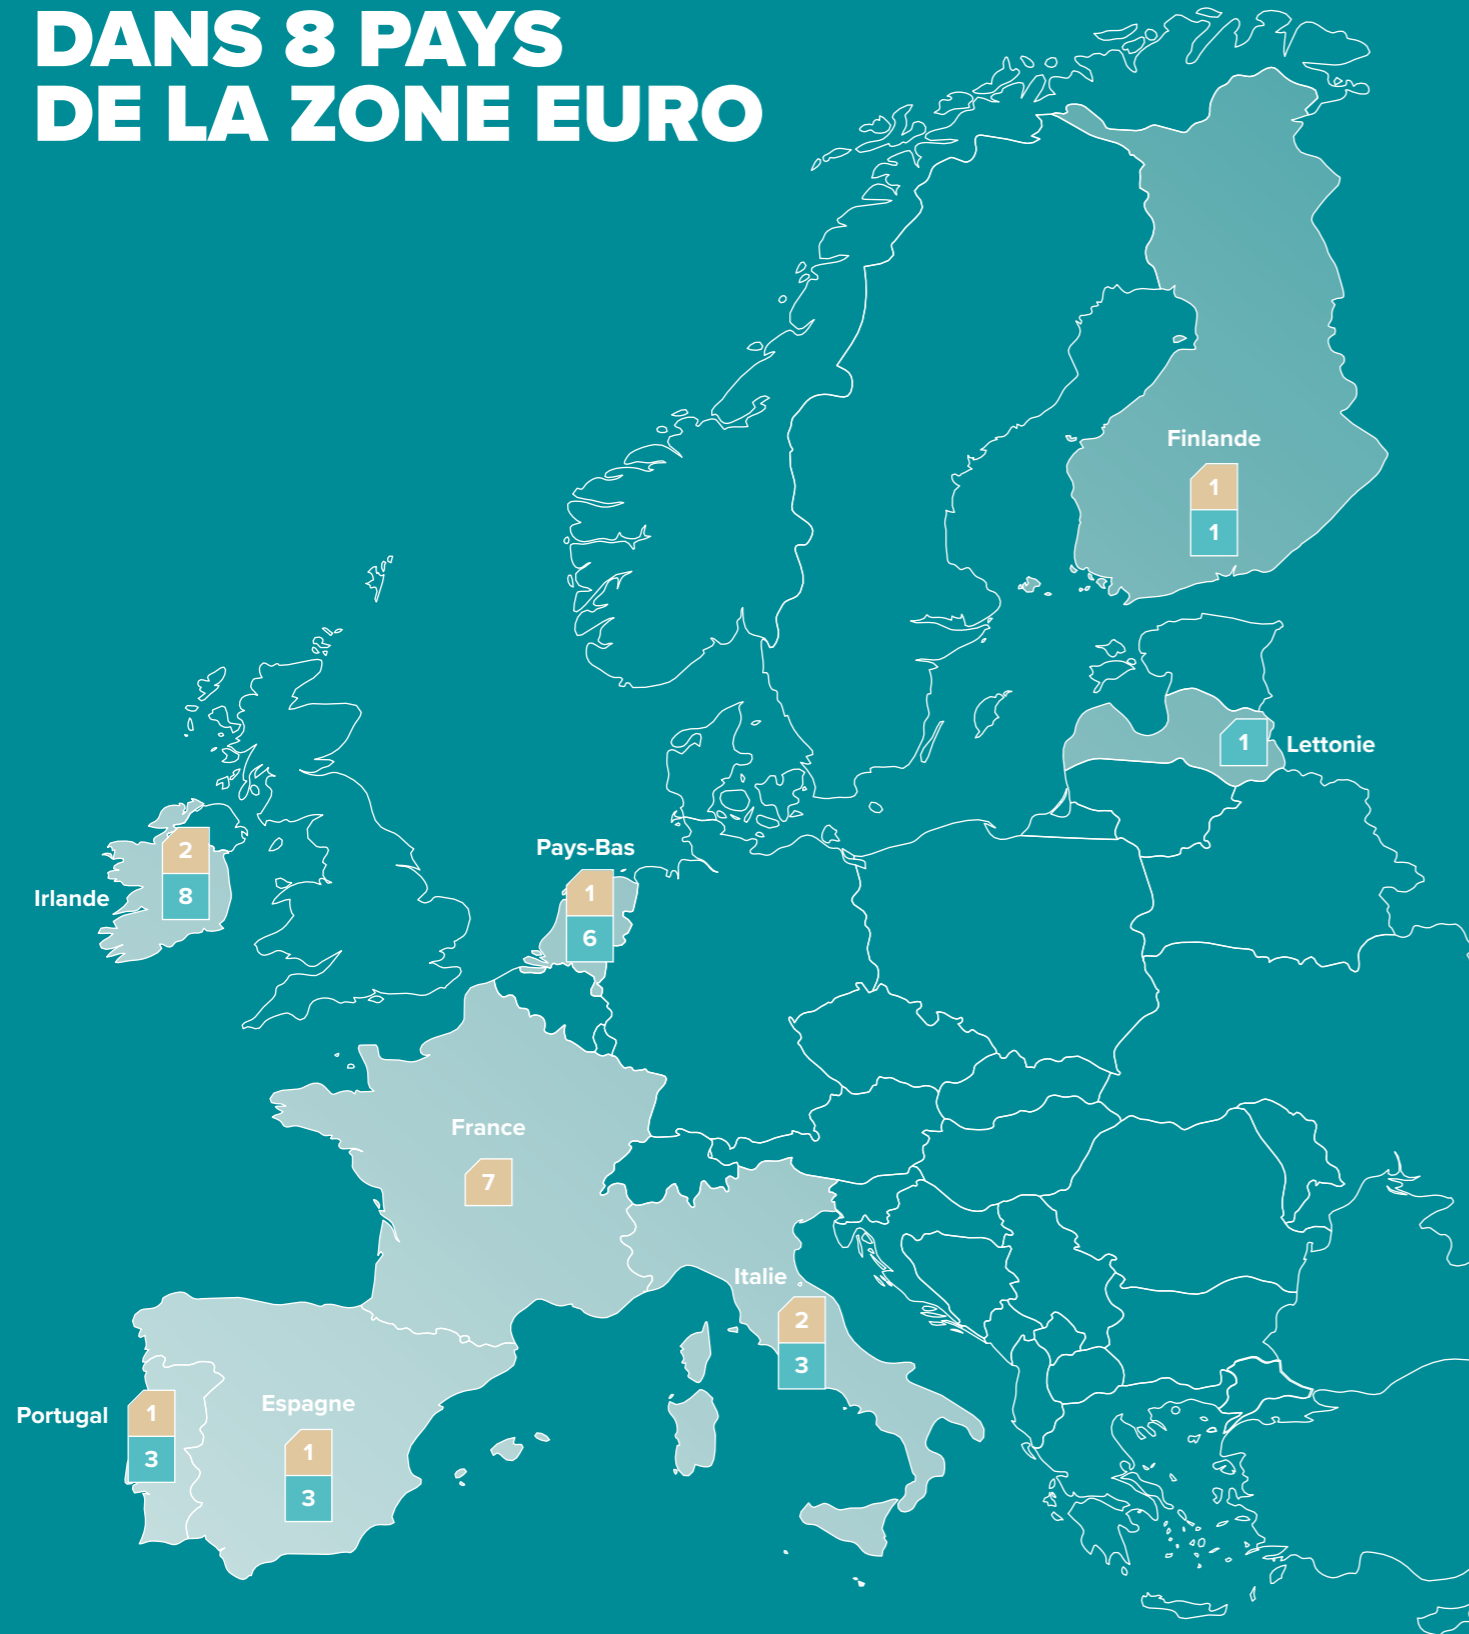 DANS 8 PAYS
DE LA ZONE EURO
Finlande
1
1
1
Lettonie
2
8
Irlande
Pays-Bas
1
6
France
7
Italie
2
3
Portugal
1
3
Espagne
1
3